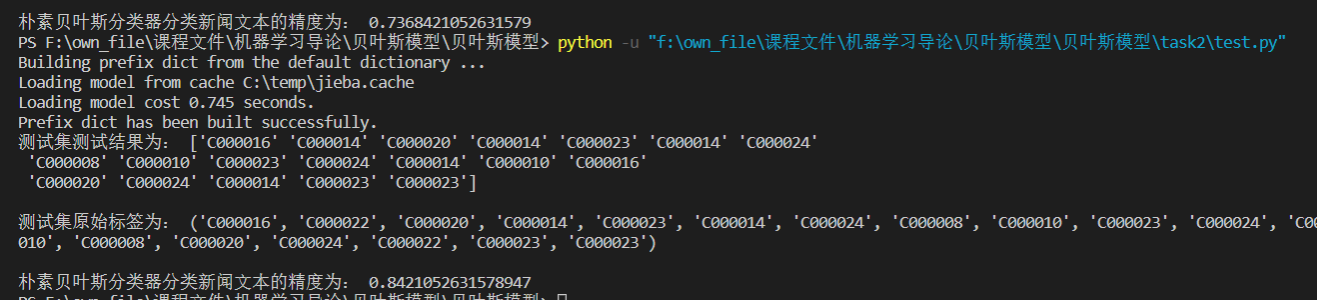 朴素贝叶斯分类器分类新闻文本的精度为： 0.7368421052631579
PS F:\own_file\课程文件\机器学习导论\贝叶斯模型\贝叶斯模型> python -u "f:\own_file\课程文件\机器学习导论\贝叶斯模型\贝叶斯模型\task2\test.py"
Building prefix dict from the default dictionary ...
Loading model from cache C:\temp\jieba.cache
Loading model cost 0.745 seconds.
Prefix dict has been built successfully.
测试集测试结果为： ['C000016' 'C000014' 'C000020' 'C000014' 'C000023' 'C000014' 'C000024'
'C000008' 'C000010' 'C000023' 'C000024' 'C000014' 'C000010' 'C000016'
'C000020' 'C000024' 'C000014' 'C000023' 'C000023']
测试集原始标签为： ('C000016', 'C000022', 'C000020', 'C000014', 'C000023', 'C000014', 'C000024', 'C000008', 'C000010', 'C000023', 'C000024', 'C0
010', 'C000008', 'C000020', 'C000024', 'C000022', 'C000023', 'C000023')
朴素贝叶斯分类器分类新闻文本的精度为： 0.8421052631578947